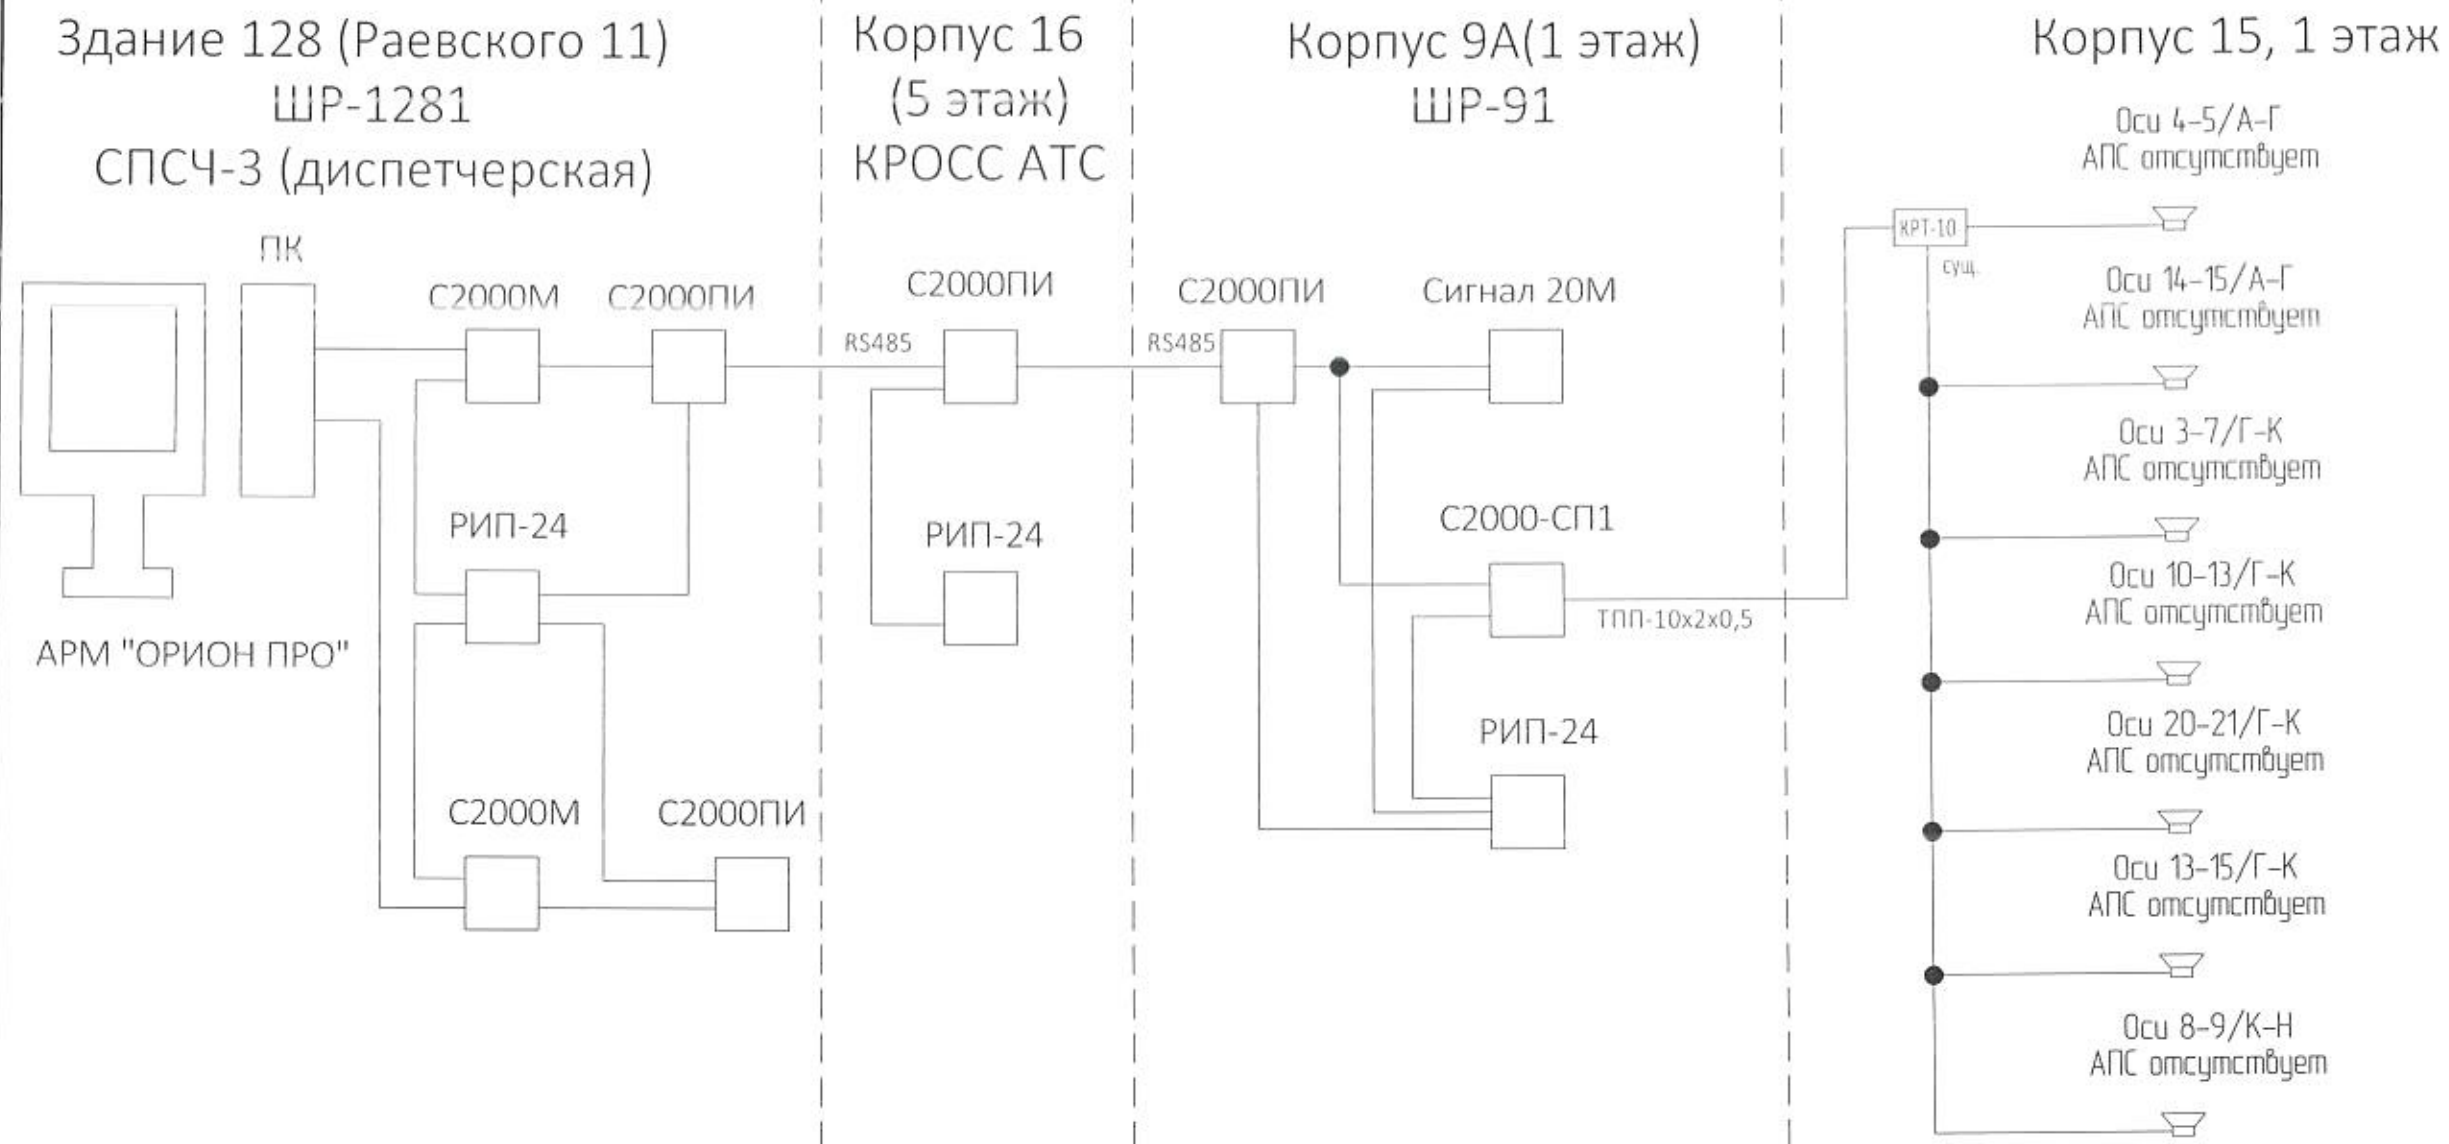 Здание 128 (Раевского 11)
ШР-1281
СПСЧ-3 (диспетчерская)
ПК
С2000М
С2000ПИ
РИП-24
АРМ "ОРИОН ПРО"
С2000М
С2000ПИ
Корпус 16
(5 этаж)
КРОСС АТС
С2000ПИ
RS485
РИП-24
Корпус 9А(1 этаж)
ШР-91
С2000ПИ
Сигнал 20М
RS485
С2000-СП1
ТПП-10х2х0,5
РИП-24
Корпус 15, 1 этаж
Оси 4-5/А-Г
АПС отсутствует
КРТ-10
сущ.
Оси 14-15/А-Г
АПС отсутствует
Оси 3-7/Г-К
АПС отсутствует
Оси 10-13/Г-К
АПС отсутствует
Оси 20-21/Г-К
АПС отсутствует
Оси 13-15/Г-К
АПС отсутствует
Оси 8-9/К-Н
АПС отсутствует